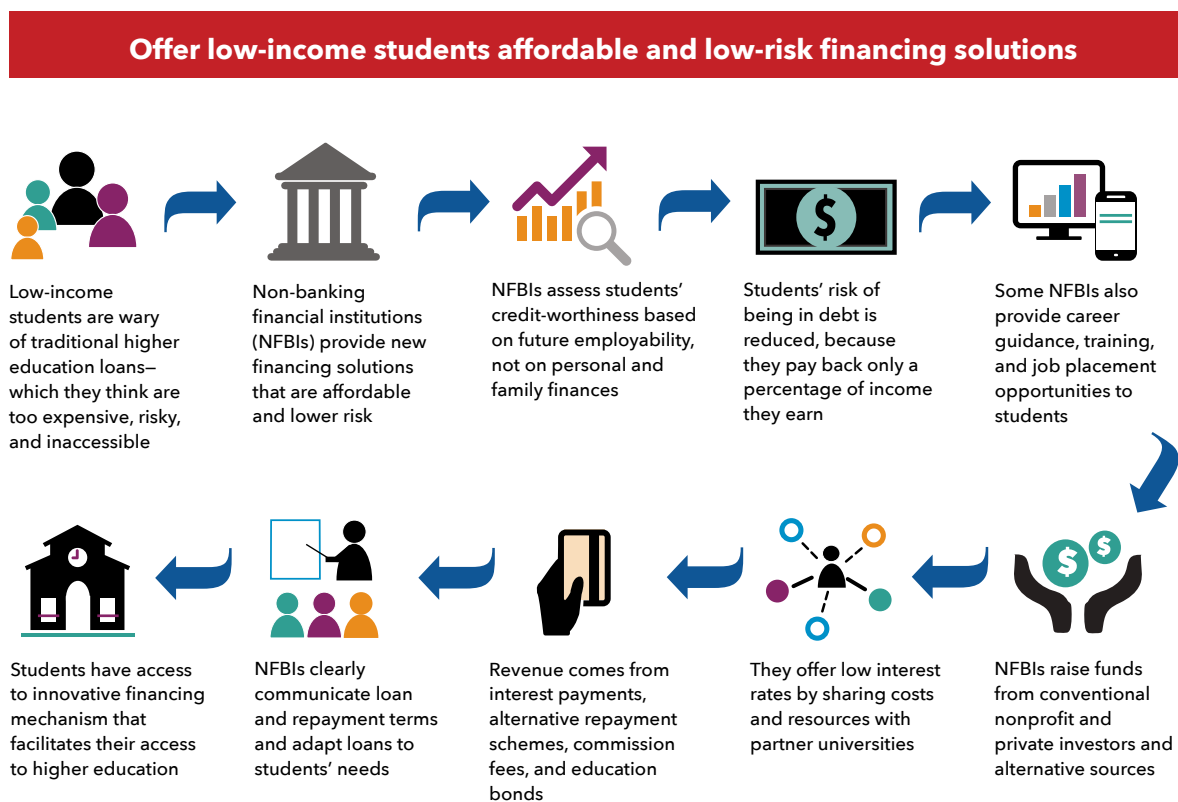 Offer low-income students affordable and low-risk financing solutions
Low-income
students are wary
of traditional higher
education loans—
which they think are
too expensive, risky,
and inaccessible
Non-banking
financial institutions
(NFBIs) provide new
financing solutions
that are affordable
and lower risk
NFBIs assess students’
credit-worthiness based
on future employability,
not on personal and
family finances
$
Students’ risk of
being in debt is
reduced, because
they pay back only a
percentage of income
they earn
Some NFBIs also
provide career
guidance, training,
and job placement
opportunities to
students
$ $
NFBIs raise funds
from conventional
nonprofit and
private investors and
alternative sources
They offer low interest
rates by sharing costs
and resources with
partner universities
Revenue comes from
interest payments,
alternative repayment
schemes, commission
fees, and education
bonds
NFBIs clearly
communicate loan
and repayment terms
and adapt loans to
students’ needs
Students have access
to innovative financing
mechanism that
facilitates their access
to higher education